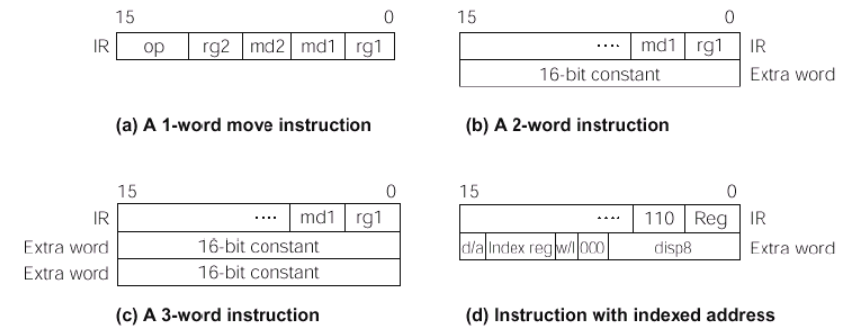 15 0
IR op rg2 md2 md1 rg1
(a) A 1-word move instruction
15 0
.... md1 rg1 IR
16-bit constant Extra word
(b) A 2-word instruction
15 0
IR .... md1 rg1
Extra word 16-bit constant
Extra word 16-bit constant
(c) A 3-word instruction
15 0
.... 110 Reg IR
d/a Index reg w/l 000 disp8 Extra word
(d) Instruction with indexed address